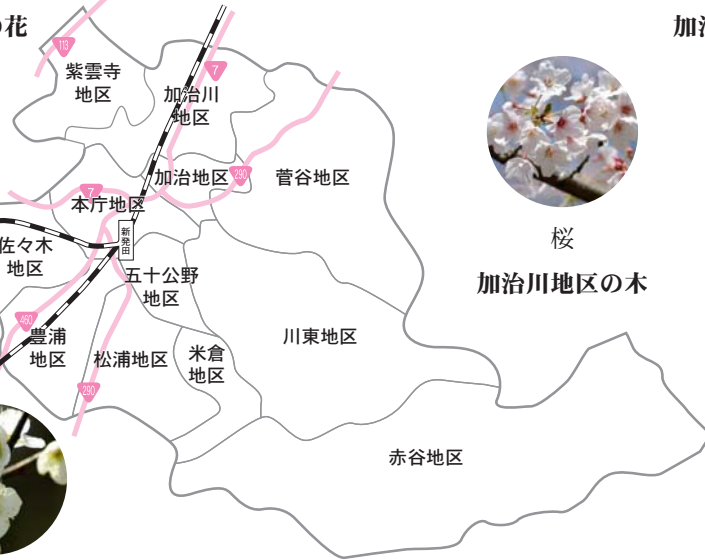 の花
加治
113
紫雲寺
地区
7
加治川
地区
加治地区
290
菅谷地区
7
本庁地区
新発田
佐々木
地区
五十公野
地区
桜
加治川地区の木
460
豊浦
地区
松浦地区
米倉
地区
川東地区
290
赤谷地区